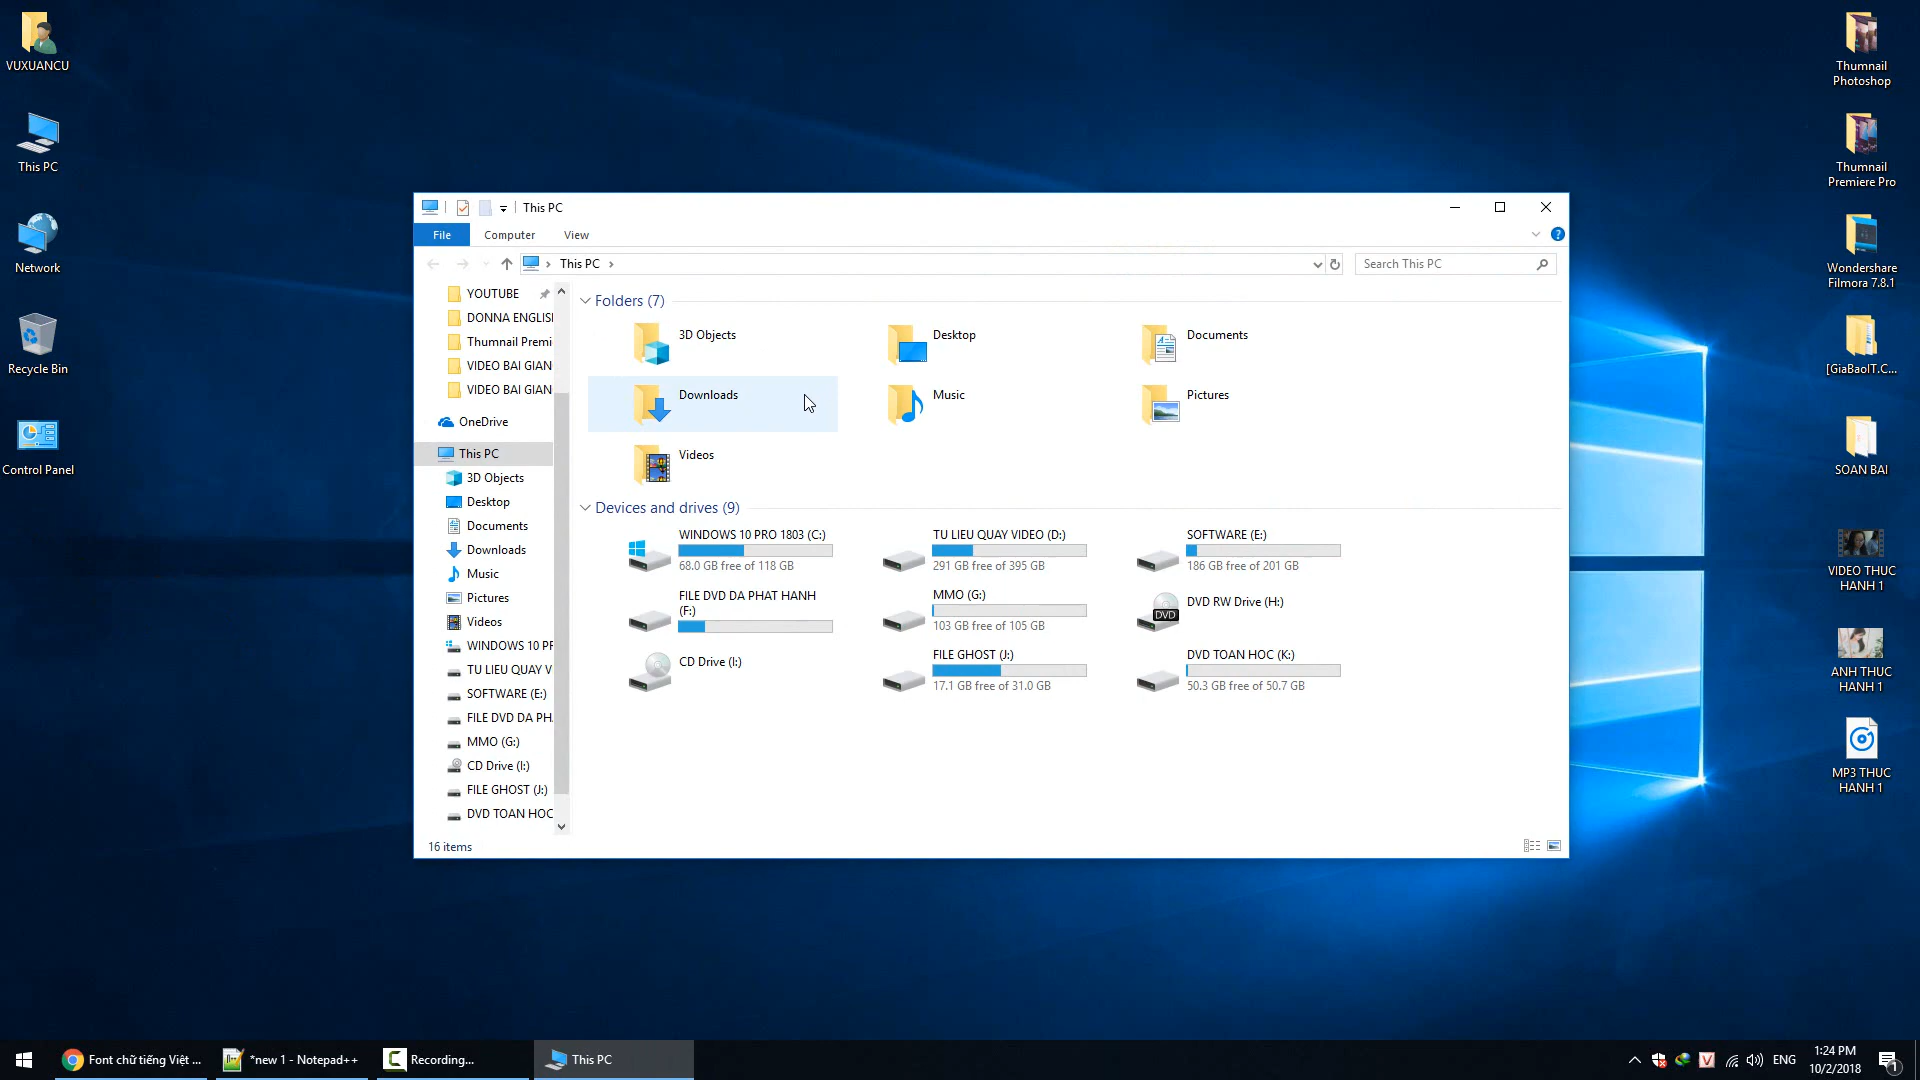 VUXUANCU
This PC
Network
Recycle Bin
Control Panel
This PC
File
Computer
View
This PC
Search This PC
YOUTUBE
DONNA ENGLIS
Thumnail Premi
VIDEO BAI GIAN
VIDEO BAI GIAN
OneDrive
This PC
3D Objects
Desktop
Documents
Downloads
Music
Pictures
Videos
WINDOWS 10 PF
TU LIEU QUAY V
SOFTWARE (E:)
FILE DVD DA PH
MMO (G:)
CD Drive (I:)
FILE GHOST (J:)
DVD TOAN HOC
Folders (7)
3D Objects
Desktop
Documents
Downloads
Music
Pictures
Videos
Devices and drives (9)
WINDOWS 10 PRO 1803 (C:)
68.0 GB free of 118 GB
TU LIEU QUAY VIDEO (D:)
291 GB free of 395 GB
SOFTWARE (E:)
186 GB free of 201 GB
FILE DVD DA PHAT HANH
(F:)
MMO (G:)
103 GB free of 105 GB
DVD
DVD RW Drive (H:)
CD Drive (I:)
FILE GHOST (J:)
17.1 GB free of 31.0 GB
DVD TOAN HOC (K:)
50.3 GB free of 50.7 GB
16 items
Thumnail
Photoshop
Thumnail
Premiere Pro
Wondershare
Filmora 7.8.1
[GiaBaoIT.C...
SOAN BAI
VIDEO THUC
HANH 1
ANH THUC
HANH 1
MP3 THUC
HANH 1
Font chữ tiếng Việt ...
*new 1 - Notepad++
Recording...
This PC
V
ENG
1:24 PM
10/2/2018
1